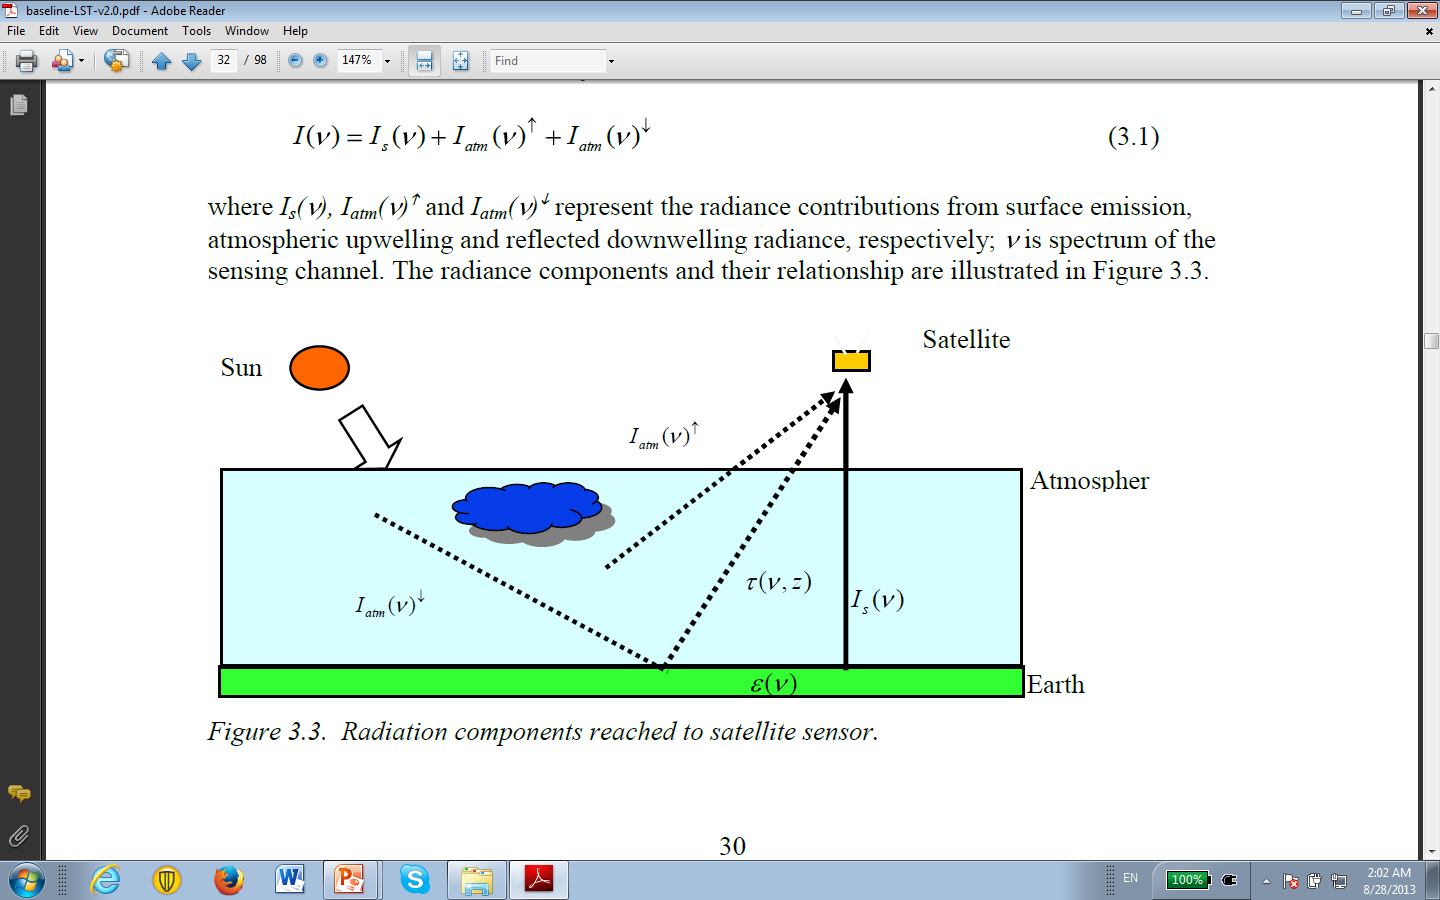 baseline-LST-v2.0.pdf - Adobe Reader
File Edit View Document Tools Window Help
32 / 98 147% Find
I(ν) = I_s(ν) + I_atm(ν)^↑ + I_atm(ν)^↓ (3.1)
where I_s(ν), I_atm(ν)^↑ and I_atm(ν)^↓ represent the radiance contributions from surface emission,
atmospheric upwelling and reflected downwelling radiance, respectively; ν is spectrum of the
sensing channel. The radiance components and their relationship are illustrated in Figure 3.3.
Satellite
Sun
I_atm(ν)^↑
Atmospher
τ(ν, z)
I_s(ν)
I_atm(ν)^↓
ε(ν)
Earth
Figure 3.3. Radiation components reached to satellite sensor.
30
EN 100% 2:02 AM
8/28/2013